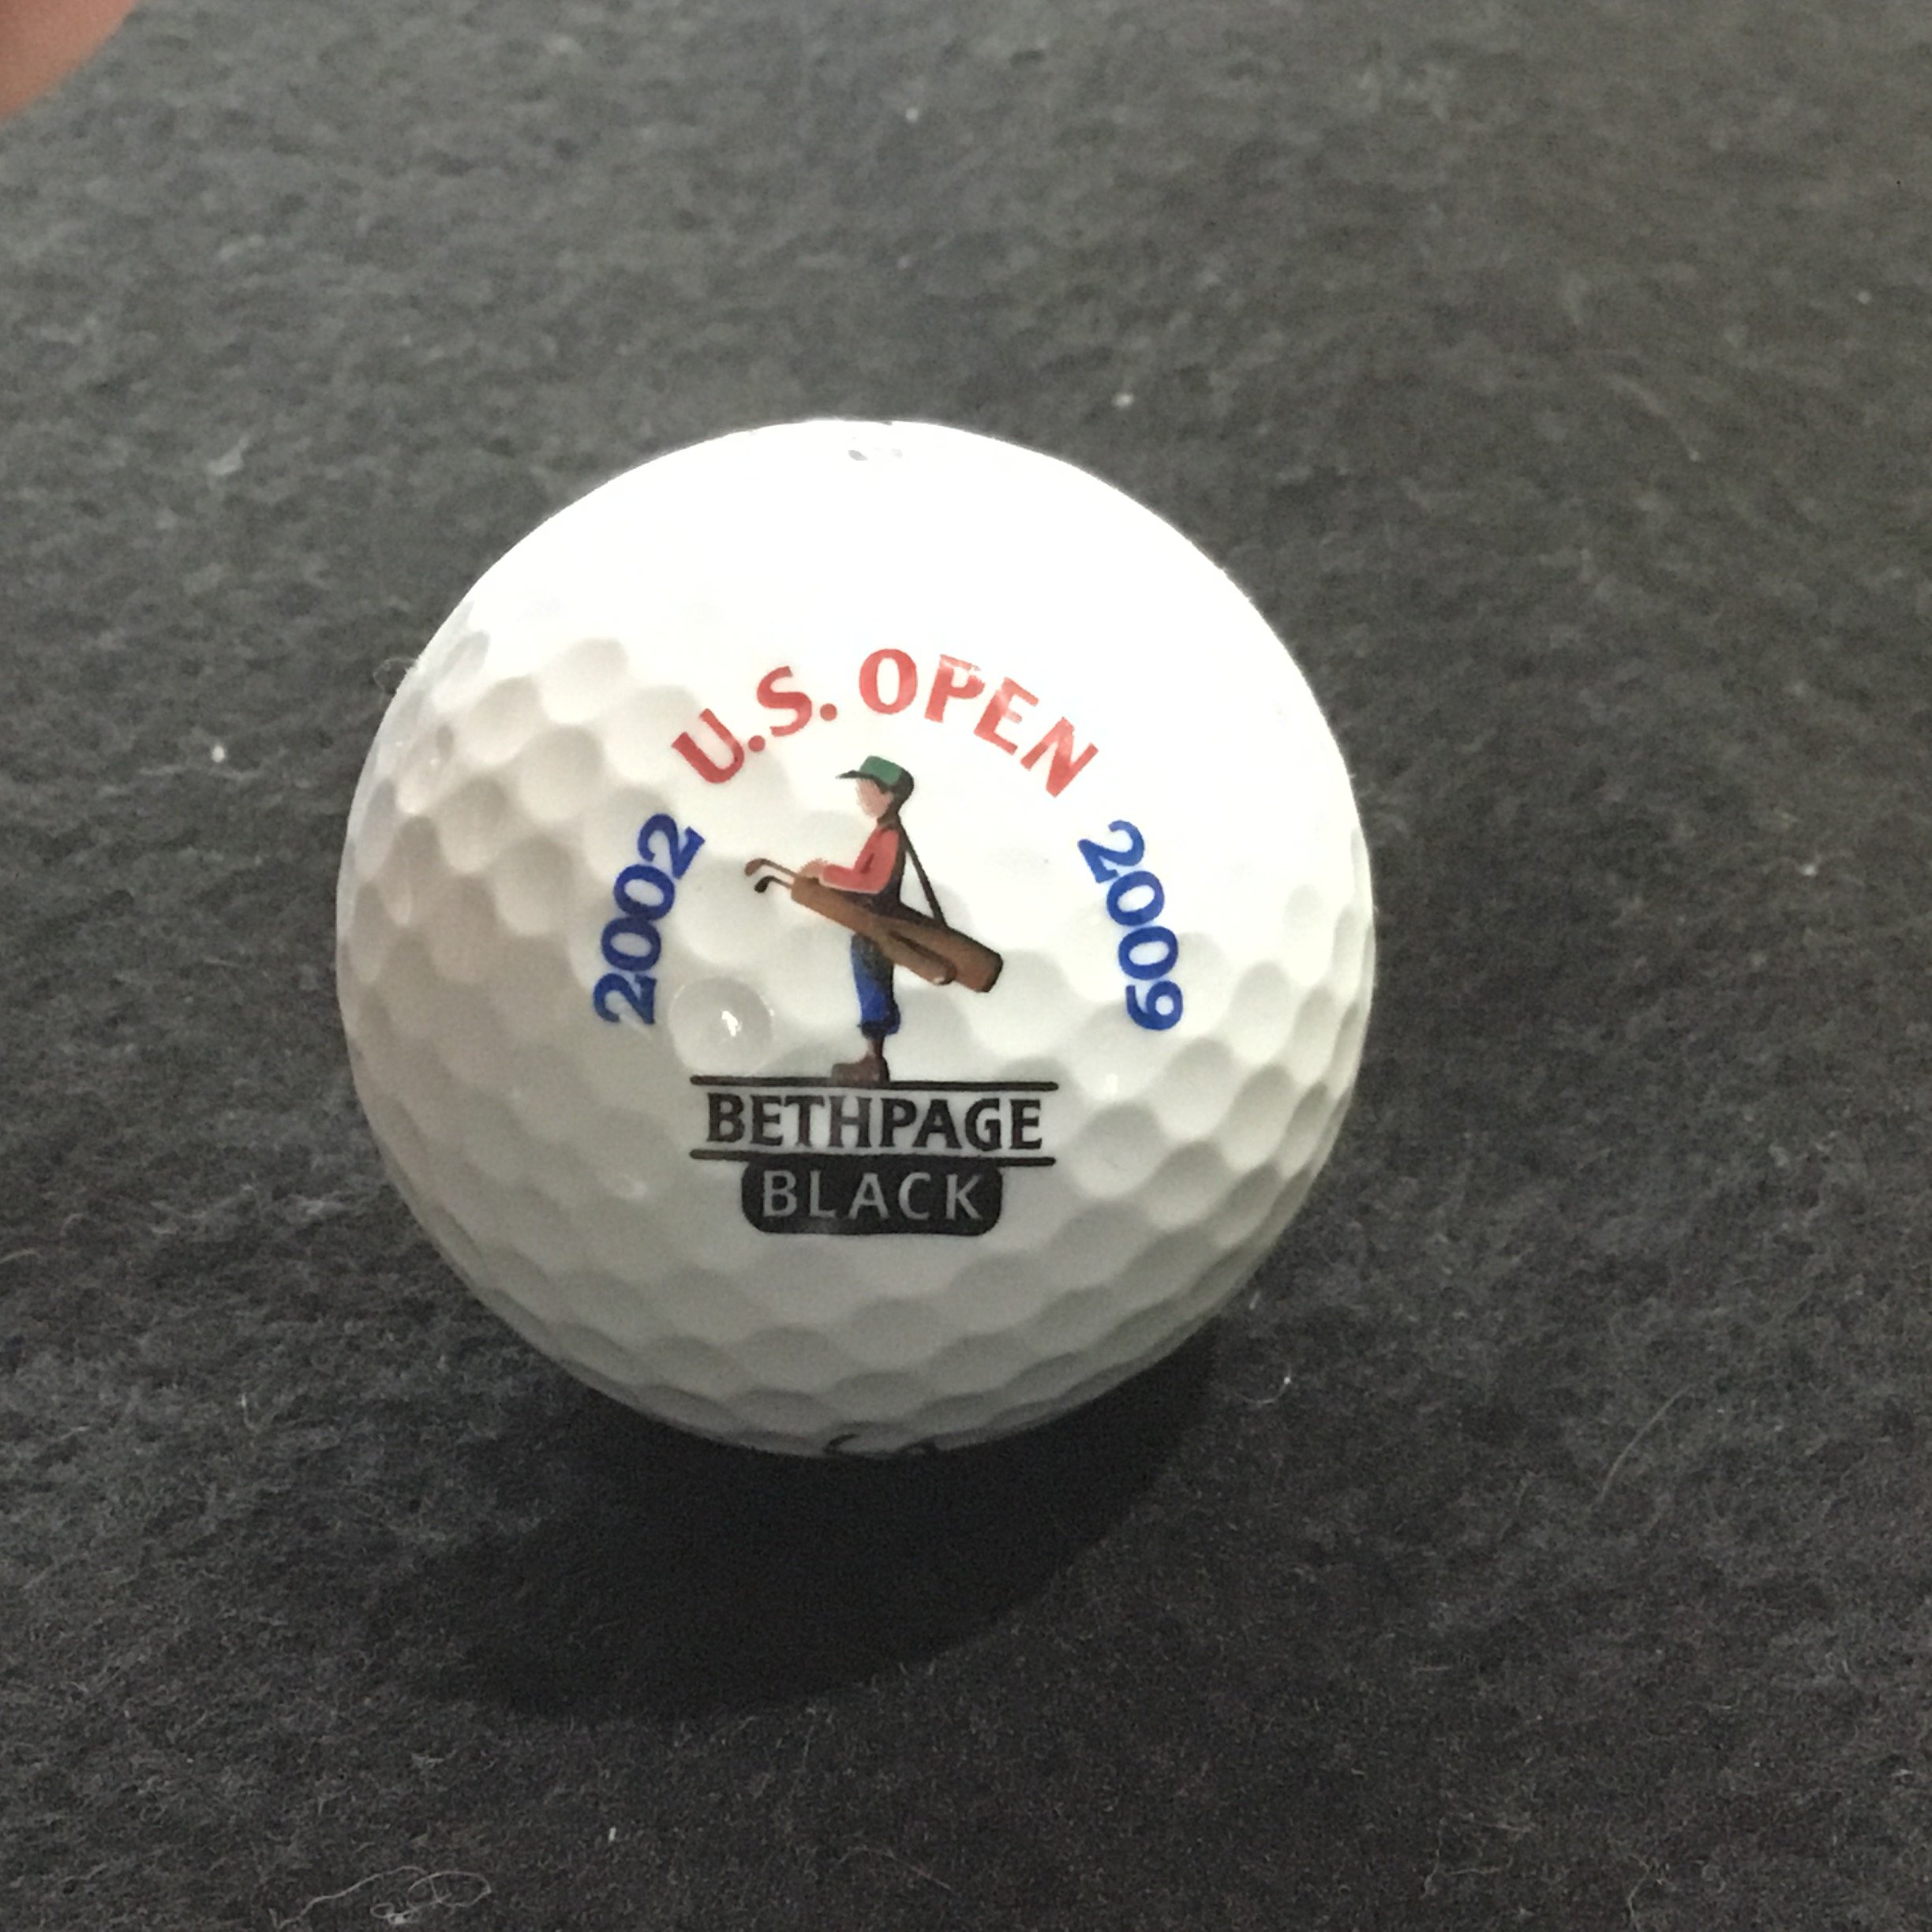 U.S. OPEN
2002
2009
BETHPAGE
BLACK